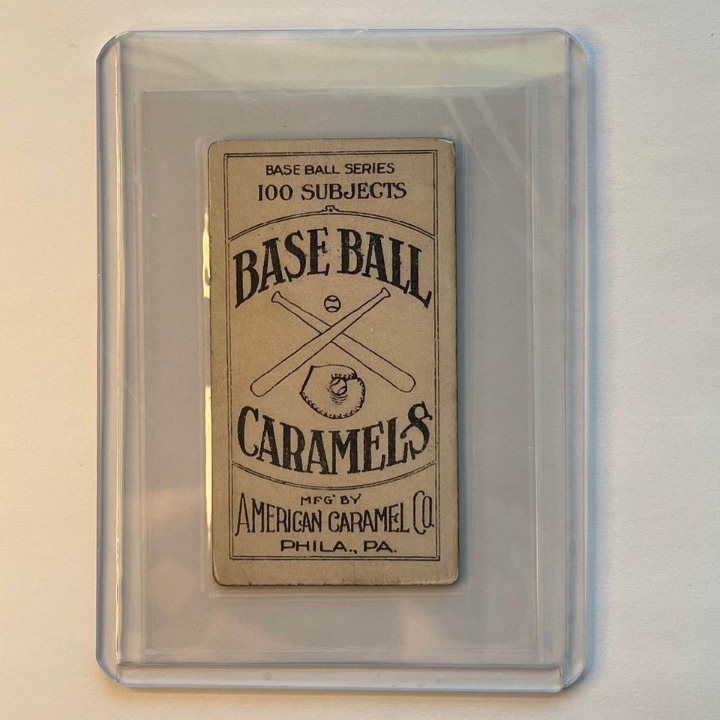 BASE BALL SERIES
100 SUBJECTS
BASE BALL
CARAMELS
MFG' BY
AMERICAN CARAMEL CO.
PHILA., PA.